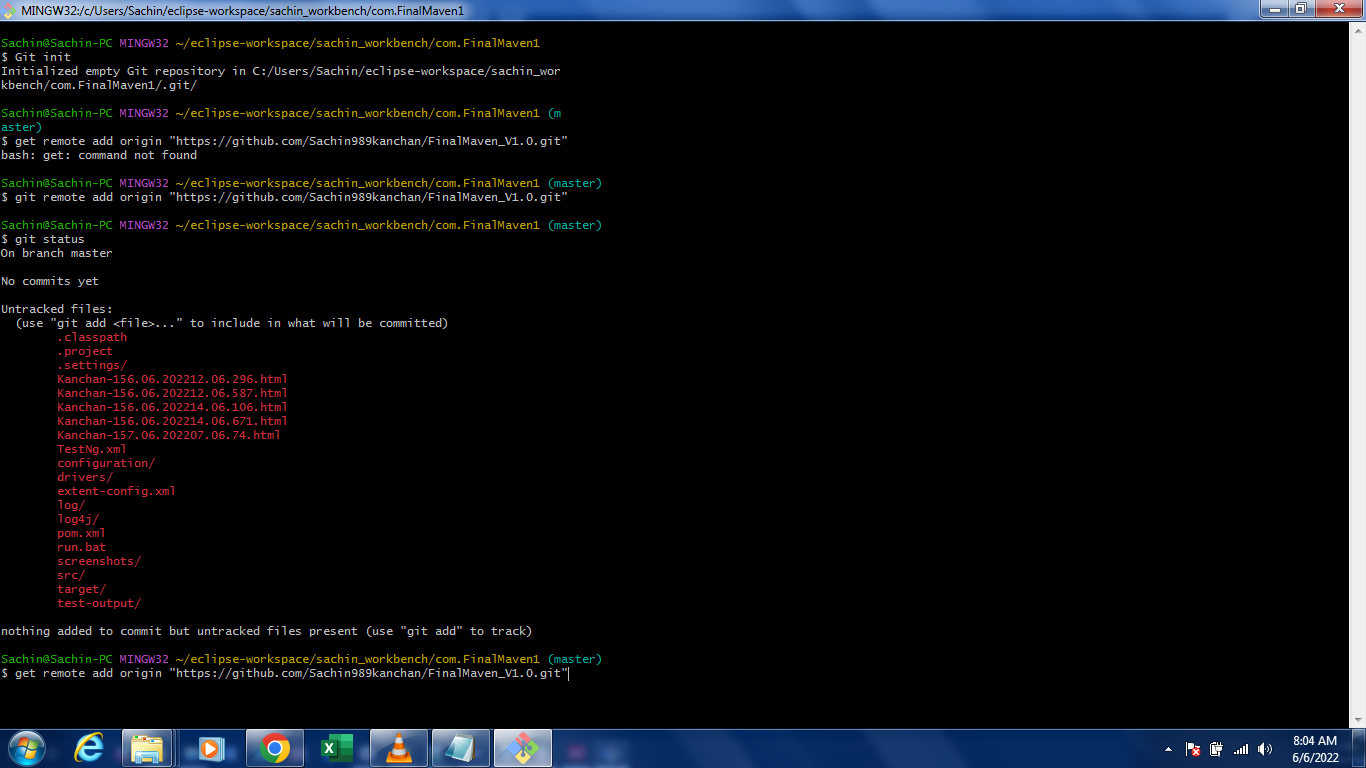 MINGW32:/c/Users/Sachin/eclipse-workspace/sachin_workbench/com.FinalMaven1
Sachin@Sachin-PC MINGW32 ~/eclipse-workspace/sachin_workbench/com.FinalMaven1
$ Git init
Initialized empty Git repository in C:/Users/Sachin/eclipse-workspace/sachin_wor
kbench/com.FinalMaven1/.git/
Sachin@Sachin-PC MINGW32 ~/eclipse-workspace/sachin_workbench/com.FinalMaven1 (m
aster)
$ get remote add origin "https://github.com/Sachin989kanchan/FinalMaven_V1.0.git"
bash: get: command not found
Sachin@Sachin-PC MINGW32 ~/eclipse-workspace/sachin_workbench/com.FinalMaven1 (master)
$ git remote add origin "https://github.com/Sachin989kanchan/FinalMaven_V1.0.git"
Sachin@Sachin-PC MINGW32 ~/eclipse-workspace/sachin_workbench/com.FinalMaven1 (master)
$ git status
On branch master
No commits yet
Untracked files:
(use "git add <file>..." to include in what will be committed)
.classpath
.project
.settings/
Kanchan-156.06.202212.06.296.html
Kanchan-156.06.202212.06.587.html
Kanchan-156.06.202214.06.106.html
Kanchan-156.06.202214.06.671.html
Kanchan-157.06.202207.06.74.html
TestNg.xml
configuration/
drivers/
extent-config.xml
log/
log4j/
pom.xml
run.bat
screenshots/
src/
target/
test-output/
nothing added to commit but untracked files present (use "git add" to track)
Sachin@Sachin-PC MINGW32 ~/eclipse-workspace/sachin_workbench/com.FinalMaven1 (master)
$ get remote add origin "https://github.com/Sachin989kanchan/FinalMaven_V1.0.git"
8:04 AM
6/6/2022